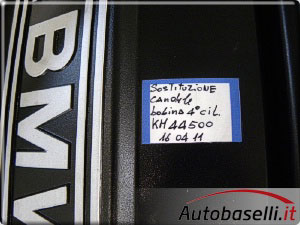 BMW
SOSTITUZIONE
CANDELE
bobina 4° CIL.
KM 44500
16 04 11
Autobaselli.it